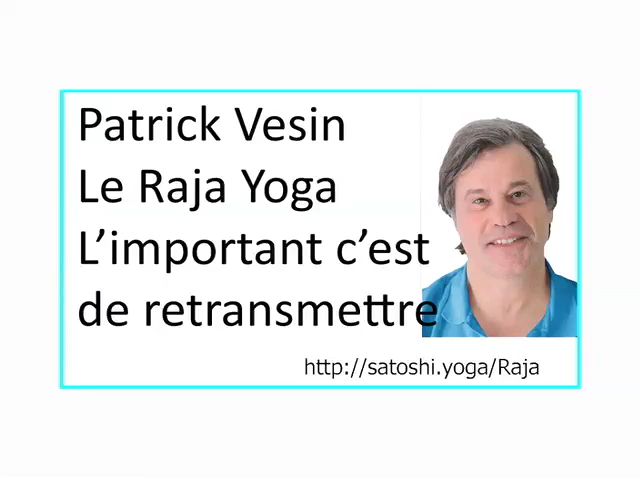 Patrick Vesin
Le Raja Yoga
L’important c’est
de retransmettre
http://satoshi.yoga/Raja